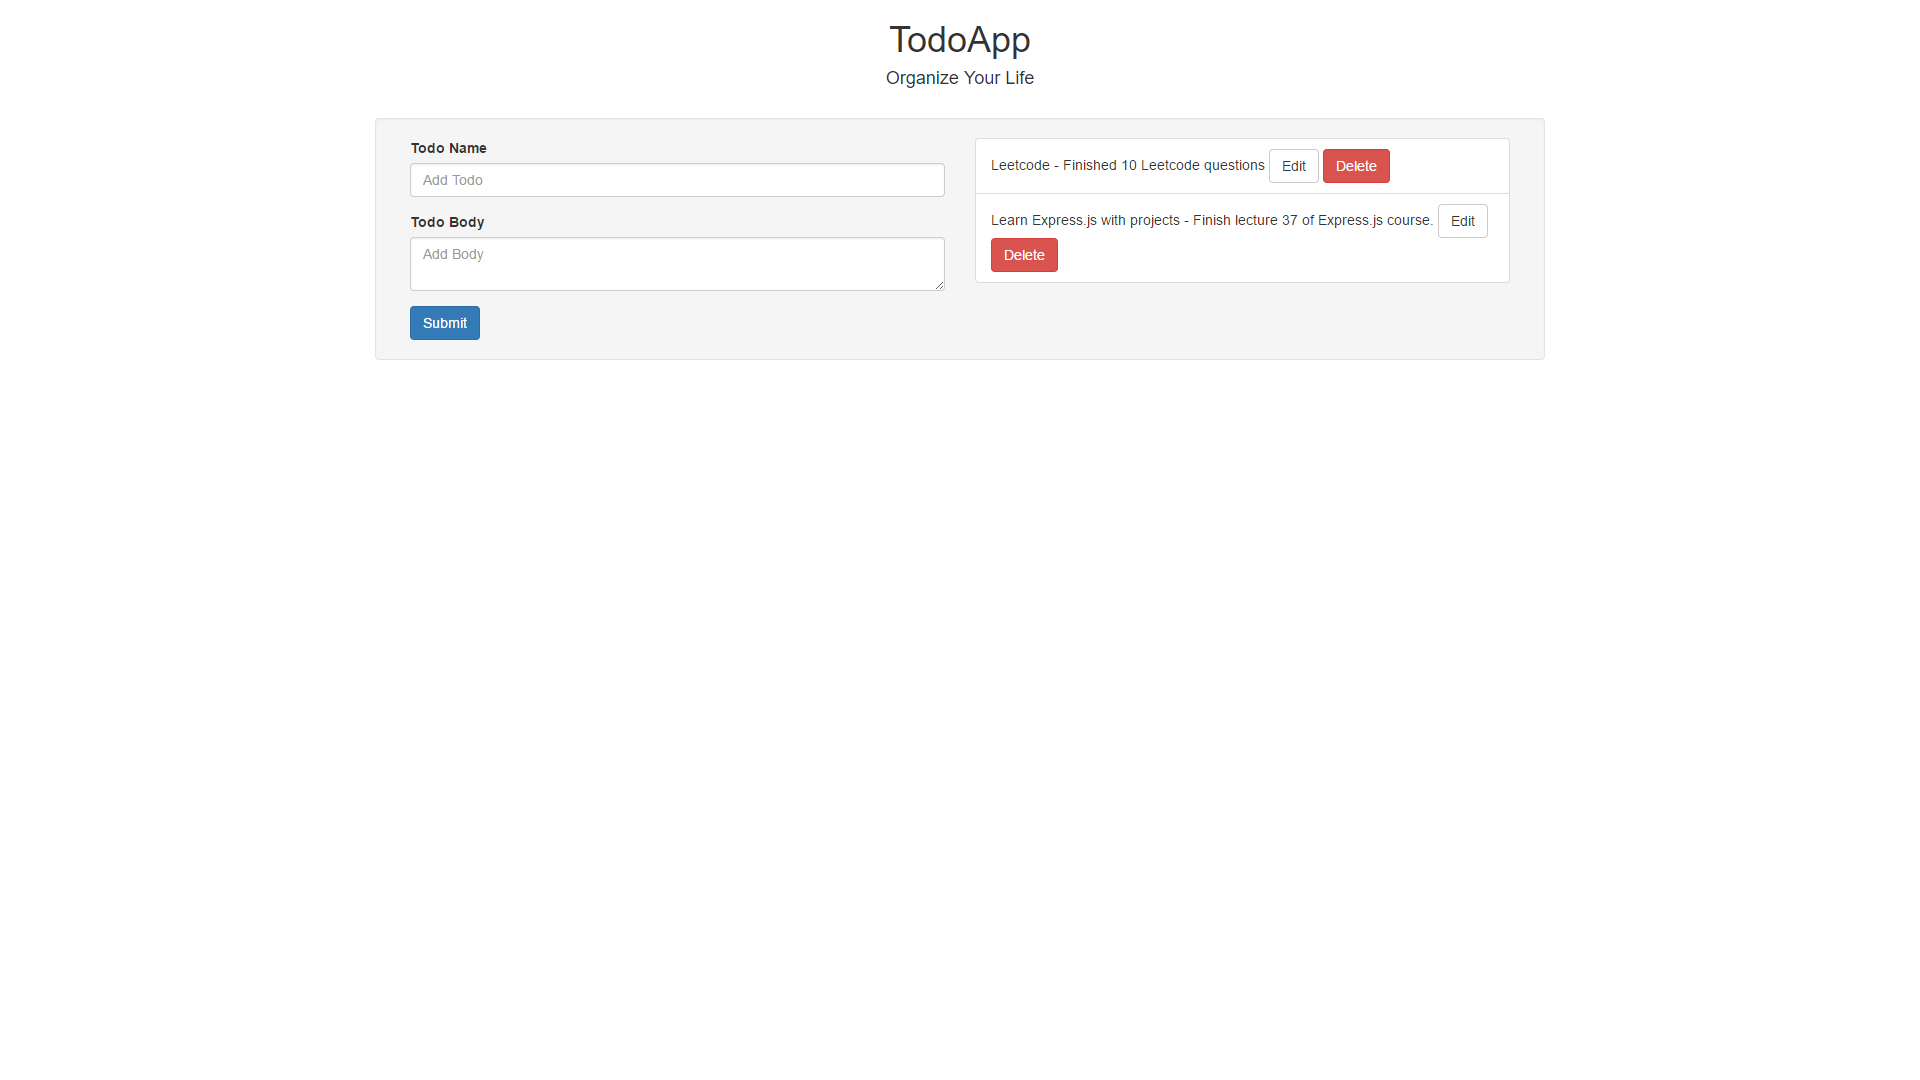 TodoApp
Organize Your Life
Todo Name
Add Todo
Todo Body
Add Body
Submit
Leetcode - Finished 10 Leetcode questions Edit Delete
Learn Express.js with projects - Finish lecture 37 of Express.js course. Edit
Delete